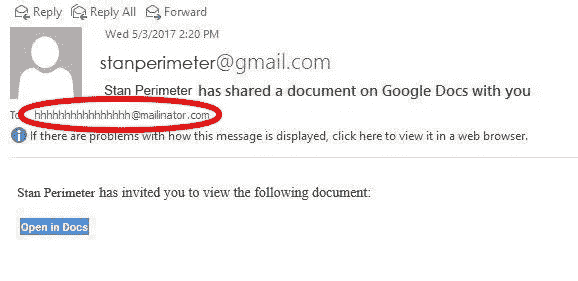 Reply Reply All Forward
Wed 5/3/2017 2:20 PM
stanperimeter@gmail.com
Stan Perimeter has shared a document on Google Docs with you
To hhhhhhhhhhhhhhhh@mailinator.com
If there are problems with how this message is displayed, click here to view it in a web browser.
Stan Perimeter has invited you to view the following document:
Open in Docs